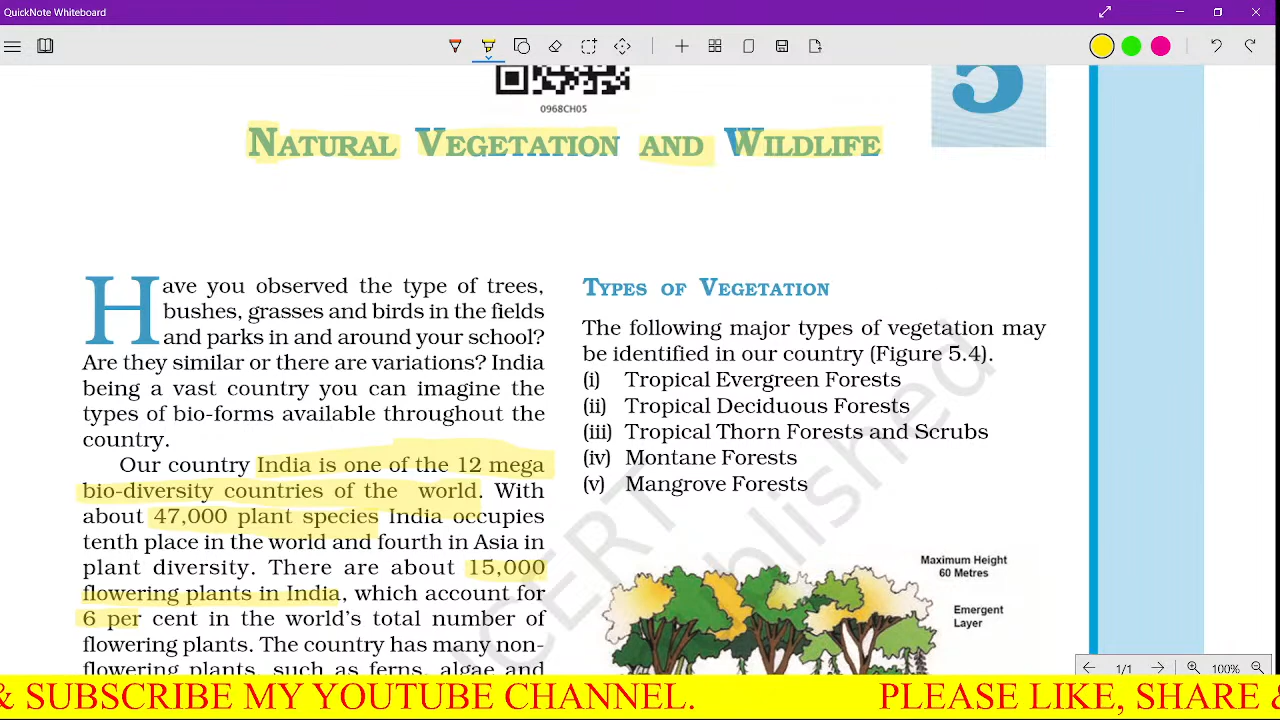 QuickNote Whiteboard
0968CH05
5
NATURAL VEGETATION AND WILDLIFE
Have you observed the type of trees,
bushes, grasses and birds in the fields
and parks in and around your school?
Are they similar or there are variations? India
being a vast country you can imagine the
types of bio-forms available throughout the
country.
Our country India is one of the 12 mega
bio-diversity countries of the world. With
about 47,000 plant species India occupies
tenth place in the world and fourth in Asia in
plant diversity. There are about 15,000
flowering plants in India, which account for
6 per cent in the world's total number of
flowering plants. The country has many non-
flowering plants, such as ferns, algae and
TYPES OF VEGETATION
The following major types of vegetation may
be identified in our country (Figure 5.4).
(i) Tropical Evergreen Forests
(ii) Tropical Deciduous Forests
(iii) Tropical Thorn Forests and Scrubs
(iv) Montane Forests
(v) Mangrove Forests
Maximum Height
60 Metres
Emergent
Layer
1/1
100%
& SUBSCRIBE MY YOUTUBE CHANNEL. PLEASE LIKE, SHARE &